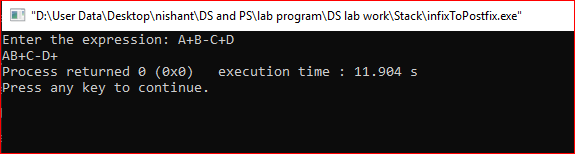 "D:\User Data\Desktop\nishant\DS and PS\lab program\DS lab work\Stack\infixToPostfix.exe"
Enter the expression: A+B-C+D
AB+C-D+
Process returned 0 (0x0)   execution time : 11.904 s
Press any key to continue.